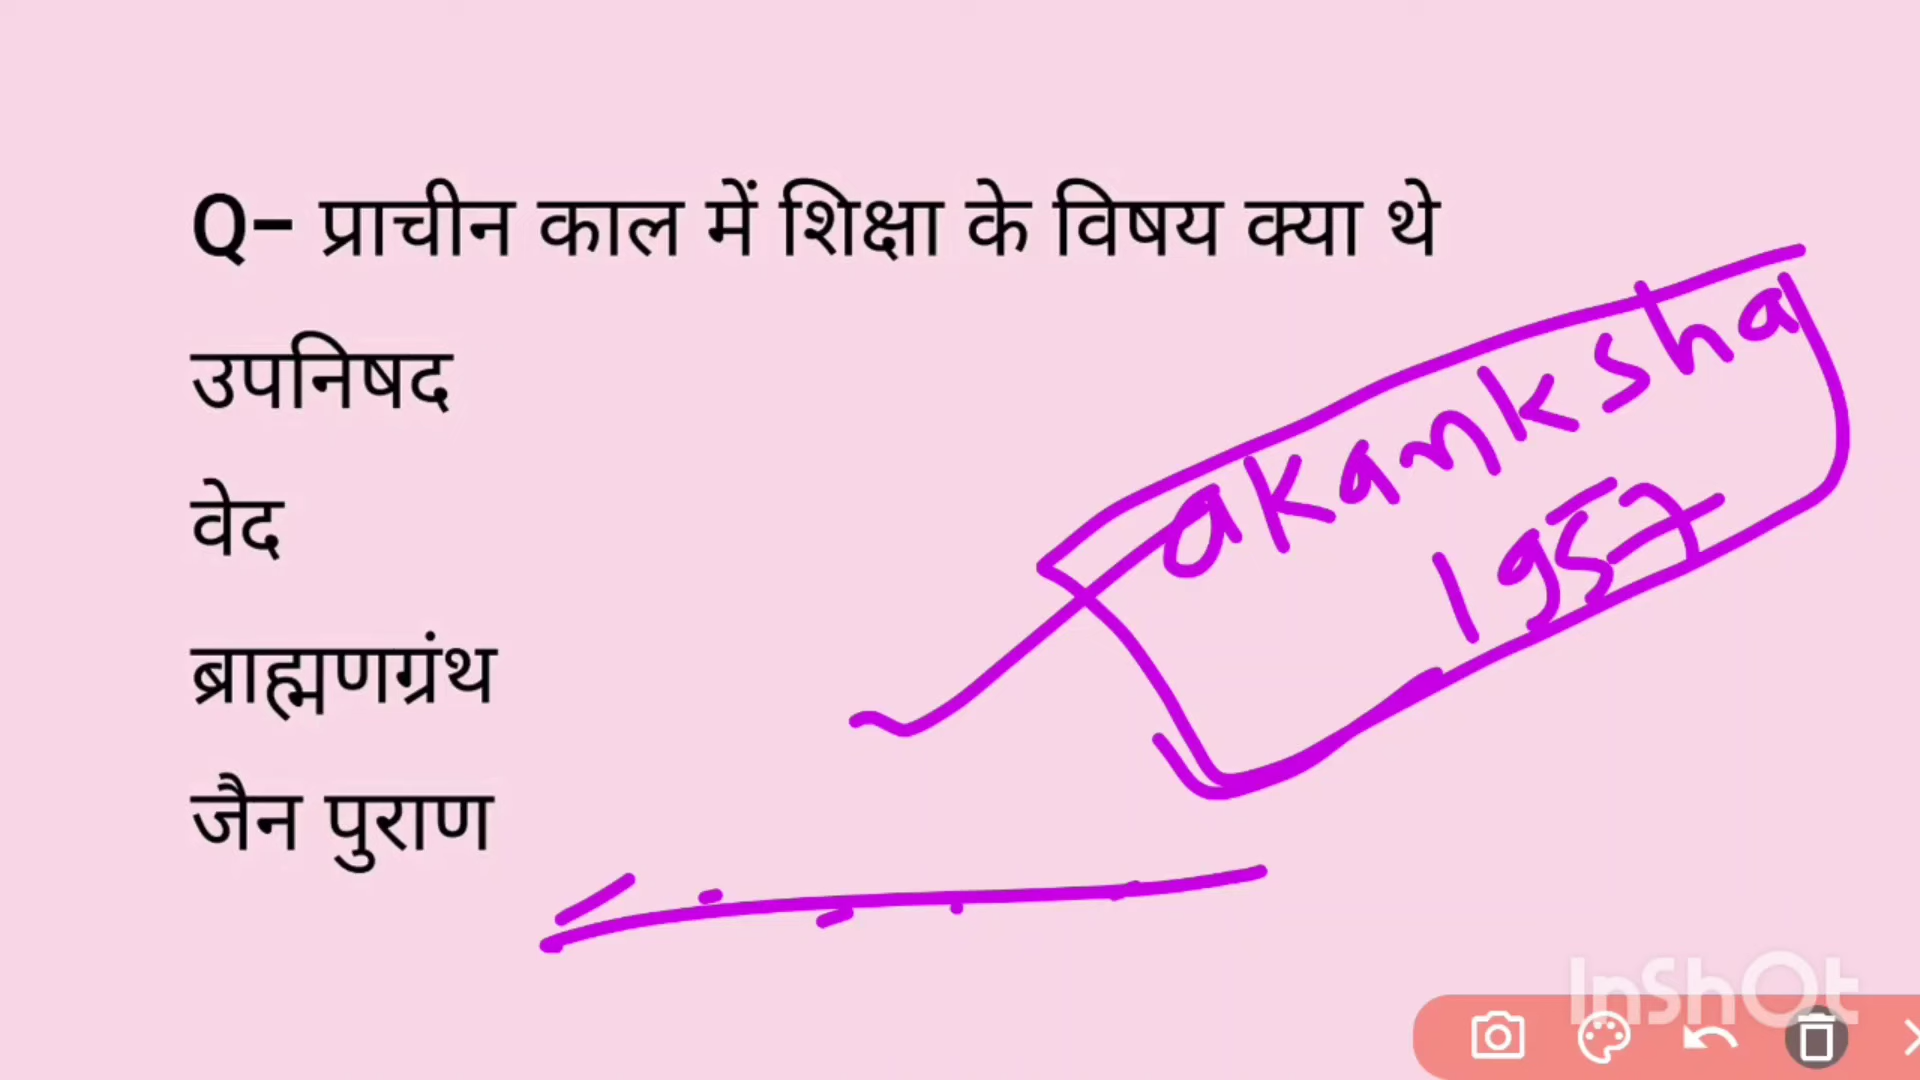 Q– प्राचीन काल में शिक्षा के विषय क्या थे
उपनिषद
वेद
ब्राह्मणग्रंथ
जैन पुराण
akanksha
1957
InShOt